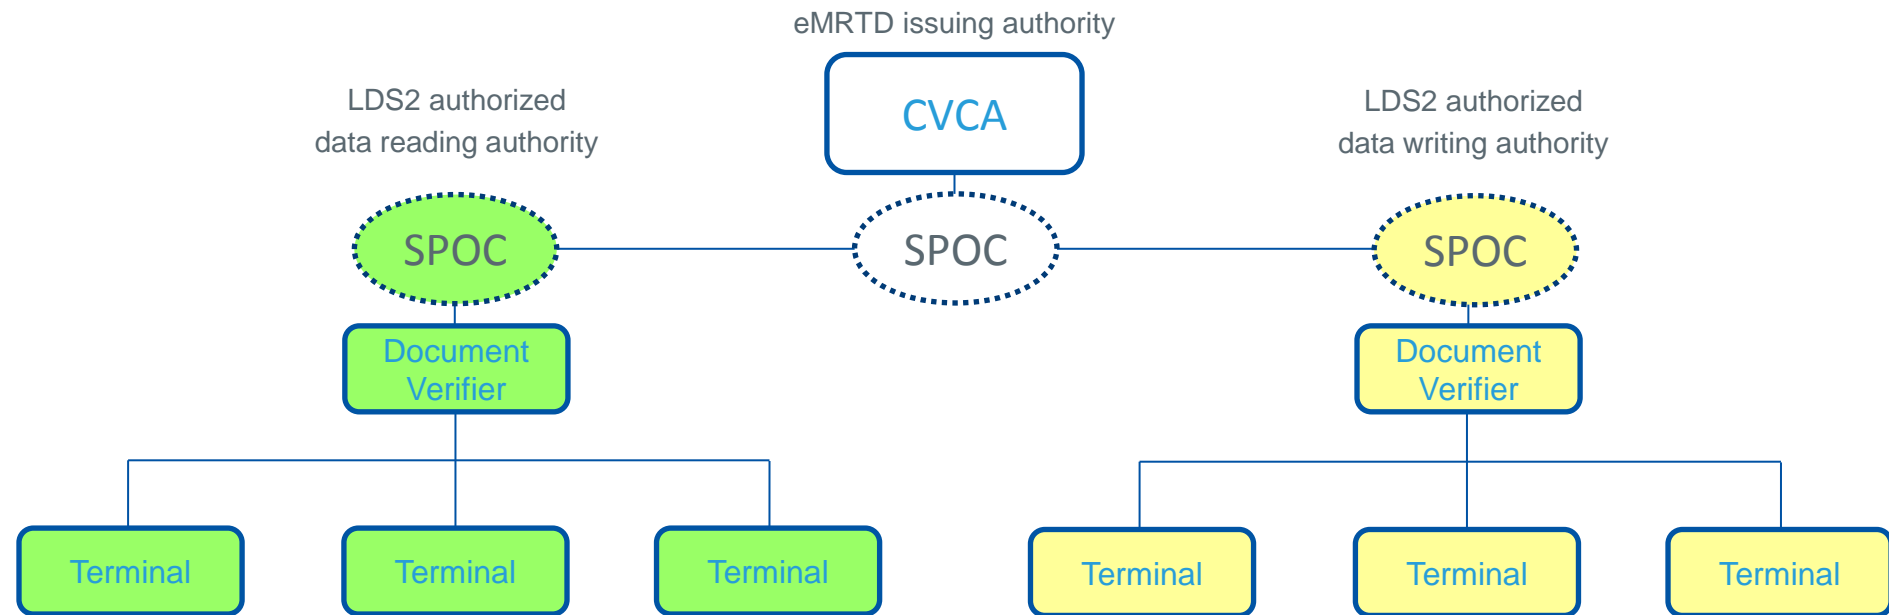 eMRTD issuing authority
CVCA
LDS2 authorized
data reading authority
LDS2 authorized
data writing authority
SPOC
SPOC
SPOC
Document
Verifier
Document
Verifier
Terminal
Terminal
Terminal
Terminal
Terminal
Terminal